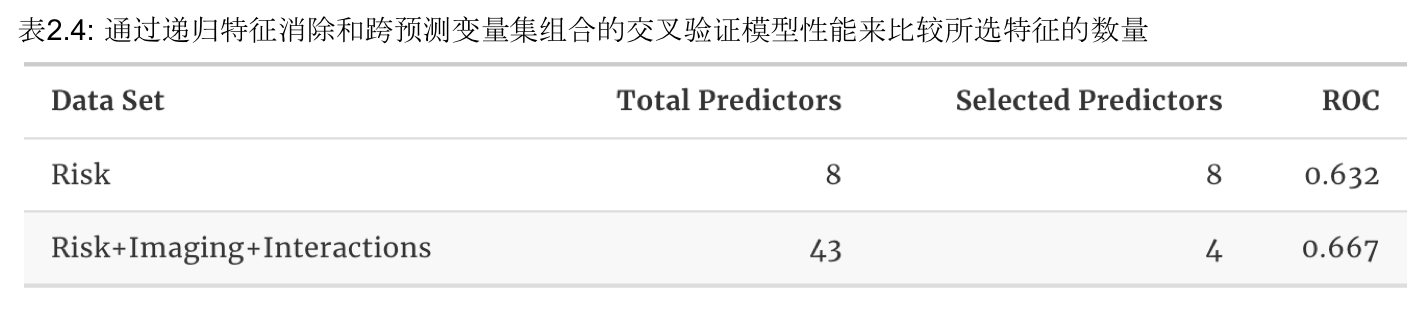 表2.4: 通过递归特征消除和跨预测变量集组合的交叉验证模型性能来比较所选特征的数量
Data Set Total Predictors Selected Predictors ROC
Risk 8 8 0.632
Risk+Imaging+Interactions 43 4 0.667